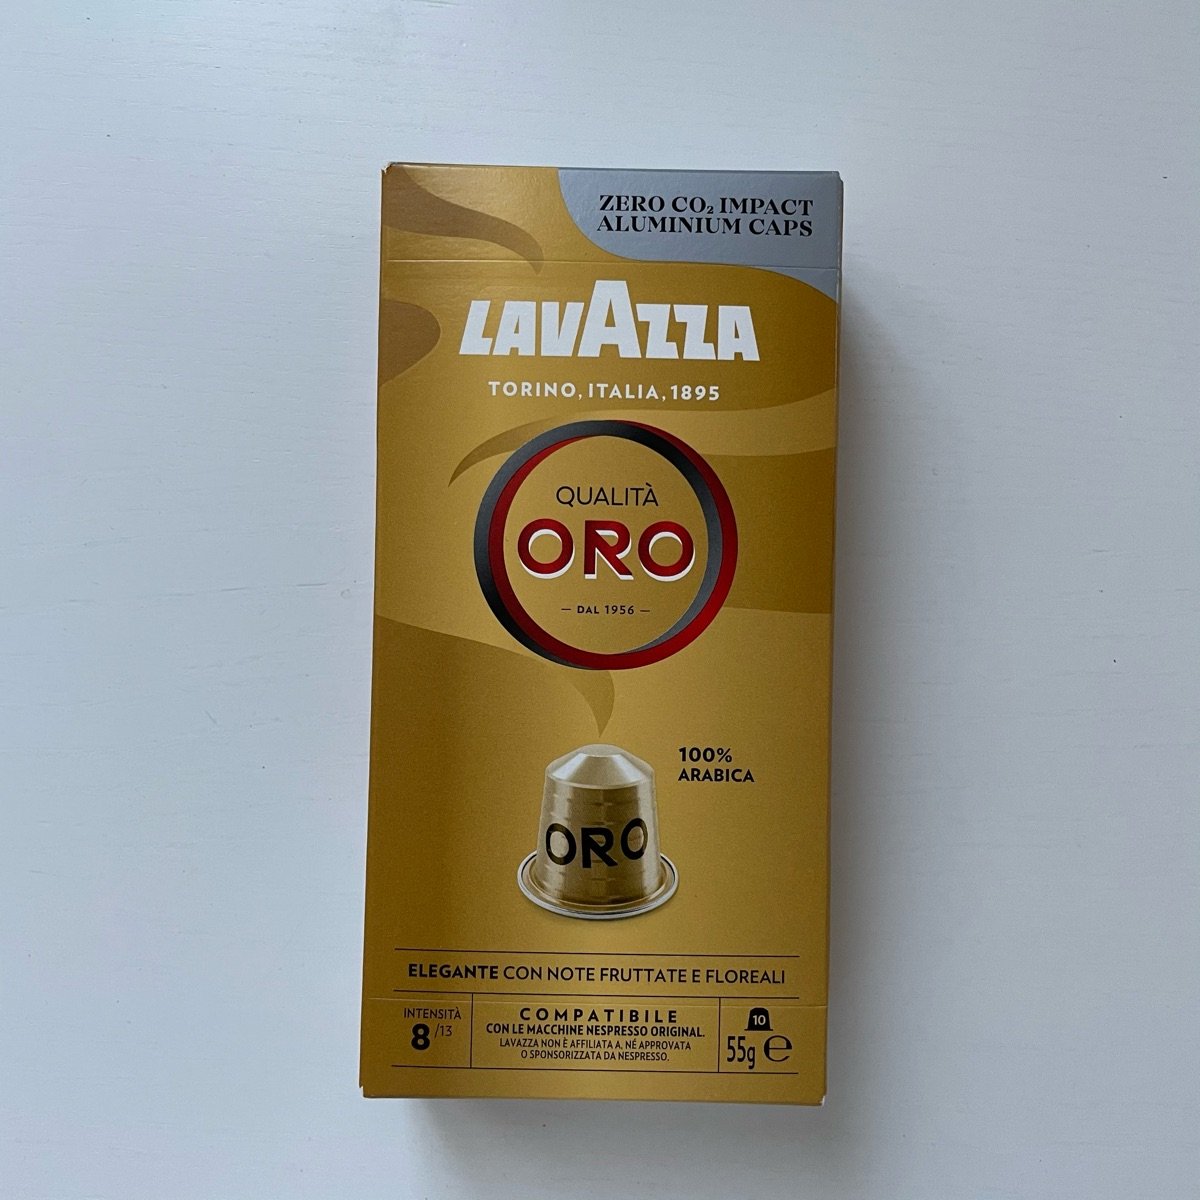 ZERO CO₂ IMPACT
ALUMINIUM CAPS
LAVAZZA
TORINO, ITALIA, 1895
QUALITÀ
ORO
— DAL 1956 —
100%
ARABICA
ORO
ELEGANTE CON NOTE FRUTTATE E FLOREALI
INTENSITÀ
8/13
COMPATIBILE
CON LE MACCHINE NESPRESSO ORIGINAL.
LAVAZZA NON È AFFILIATA A, NÉ APPROVATA
O SPONSORIZZATA DA NESPRESSO.
10
55g ℮